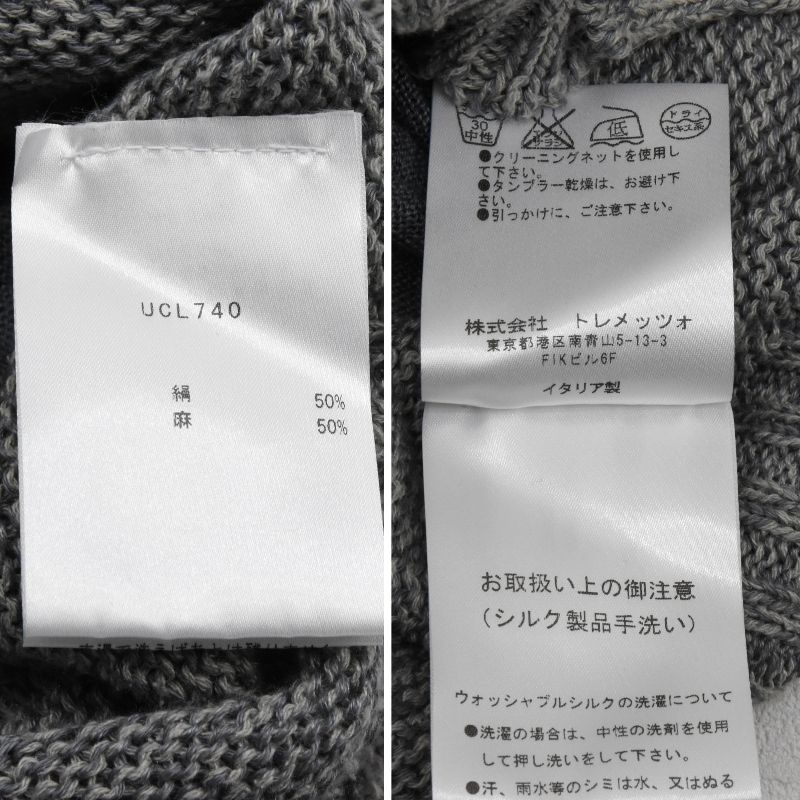 UCL740
絹 50%
麻 50%
30
中性
低
ドライ
セキユ系
●クリーニングネットを使用し
て下さい。
●タンブラー乾燥は、お避け下
さい。
●引っかけに、ご注意下さい。
株式会社 トレメッツォ
東京都港区南青山5-13-3
FIKビル6F
イタリア製
お取扱い上の御注意
(シルク製品手洗い)
ウォッシャブルシルクの洗濯について
●洗濯の場合は、中性の洗剤を使用
して押し洗いをして下さい。
●汗、雨水等のシミは水、又はぬる